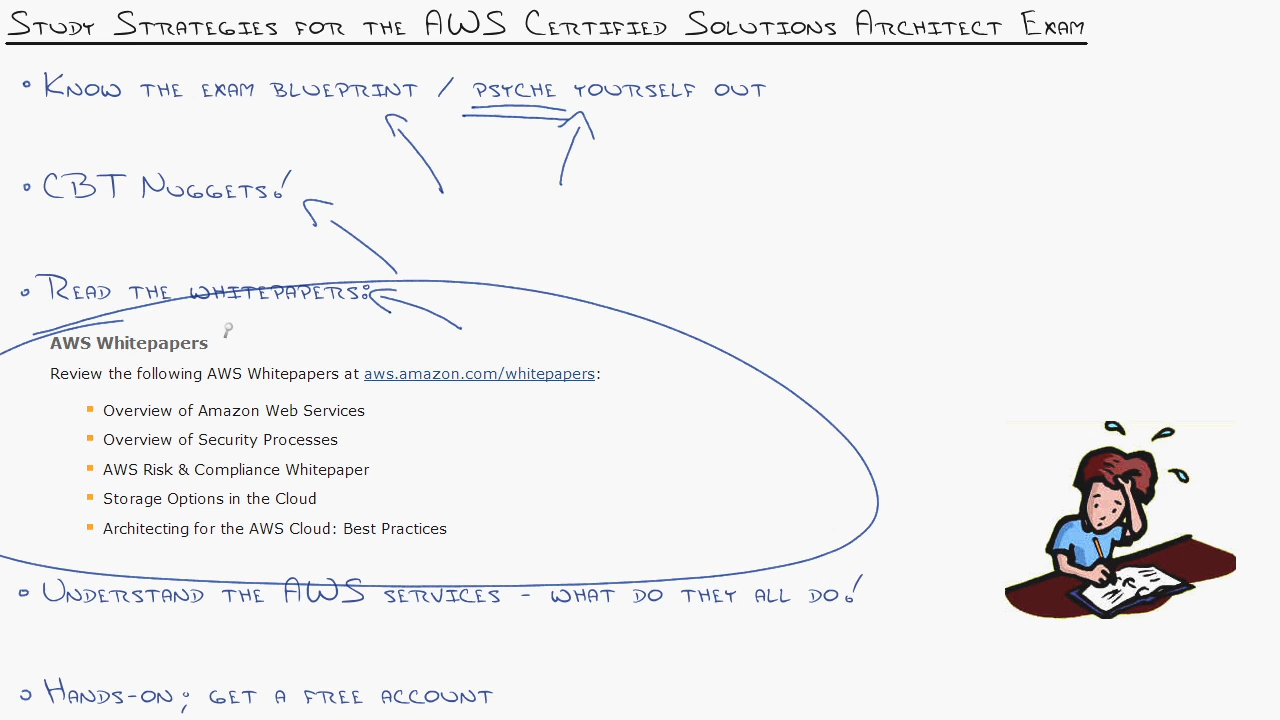 Study Strategies for the AWS Certified Solutions Architect Exam
• Know the exam blueprint / psyche yourself out
• CBT Nuggets!
• Read the whitepapers:
AWS Whitepapers
Review the following AWS Whitepapers at aws.amazon.com/whitepapers:
▪ Overview of Amazon Web Services
▪ Overview of Security Processes
▪ AWS Risk & Compliance Whitepaper
▪ Storage Options in the Cloud
▪ Architecting for the AWS Cloud: Best Practices
• Understand the AWS services - what do they all do!
• Hands-on; get a free account